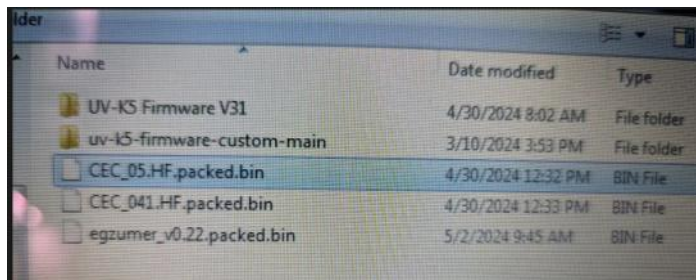 lder
Name Date modified Type
UV-K5 Firmware V31 4/30/2024 8:02 AM File folder
uv-k5-firmware-custom-main 3/10/2024 3:53 PM File folder
CEC_05.HF.packed.bin 4/30/2024 12:32 PM BIN File
CEC_041.HF.packed.bin 4/30/2024 12:33 PM BIN File
egzumer_v0.22.packed.bin 5/2/2024 9:45 AM BIN File